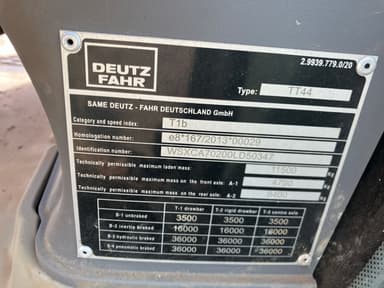 2.9939.779.0/20
DEUTZ
FAHR
Type: TT44
SAME DEUTZ - FAHR DEUTSCHLAND GmbH
Category and speed index: T1b
Homologation number: e8*167/2013*00029
Identification number: WSXCA70200LD50347
Technically permissible maximum laden mass: 11500
Technically permissible maximum mass on the front axle: A-1
Technically permissible maximum mass on the rear axle: A-2
T-1 drawbar T-2 rigid drawbar T-3 centre axle
B-1 unbraked 3500 3500 3500
B-2 inertia braked 16000 16000 16000
B-3 hydraulic braked 36000 36000 36000
B-4 pneumatic braked 36000 36000 36000